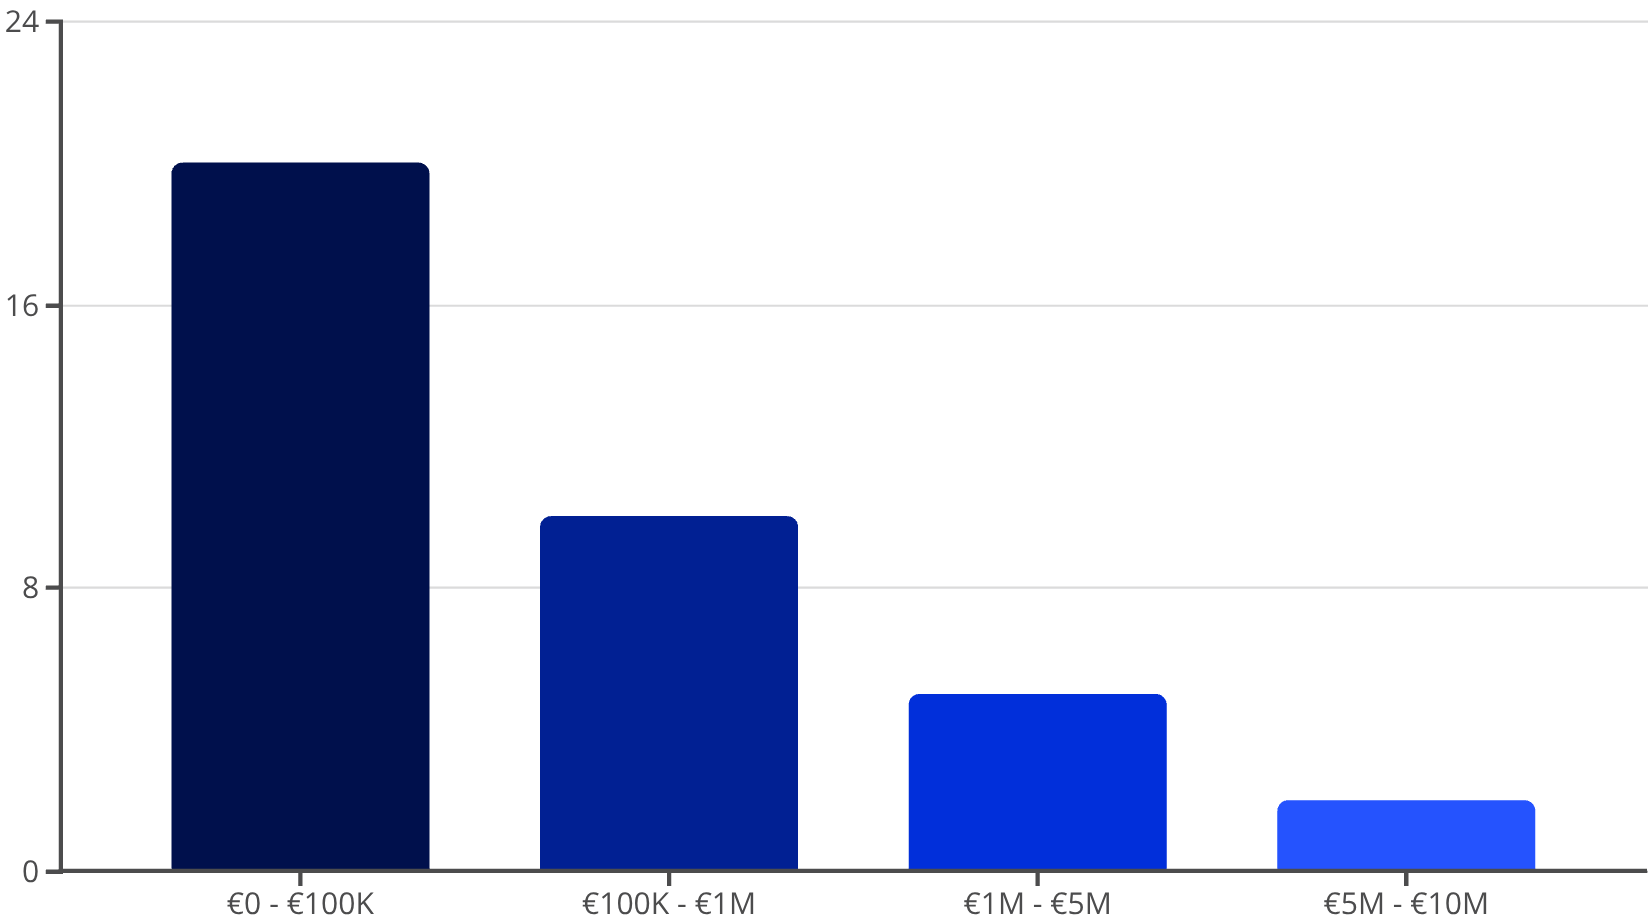 24
16
8
0
€0 - €100K
€100K - €1M
€1M - €5M
€5M - €10M